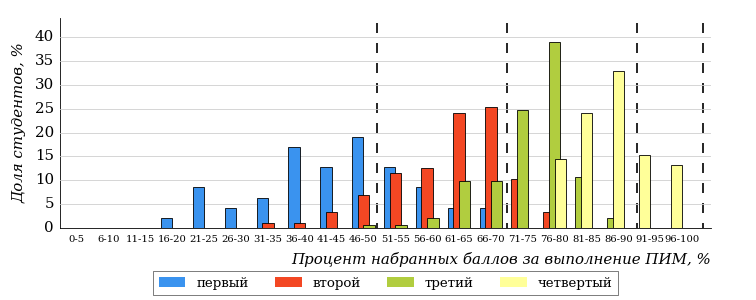 Доля студентов, %
40
35
30
25
20
15
10
5
0
0-5 6-10 11-15 16-20 21-25 26-30 31-35 36-40 41-45 46-50 51-55 56-60 61-65 66-70 71-75 76-80 81-85 86-90 91-95 96-100
Процент набранных баллов за выполнение ПИМ, %
первый второй третий четвертый